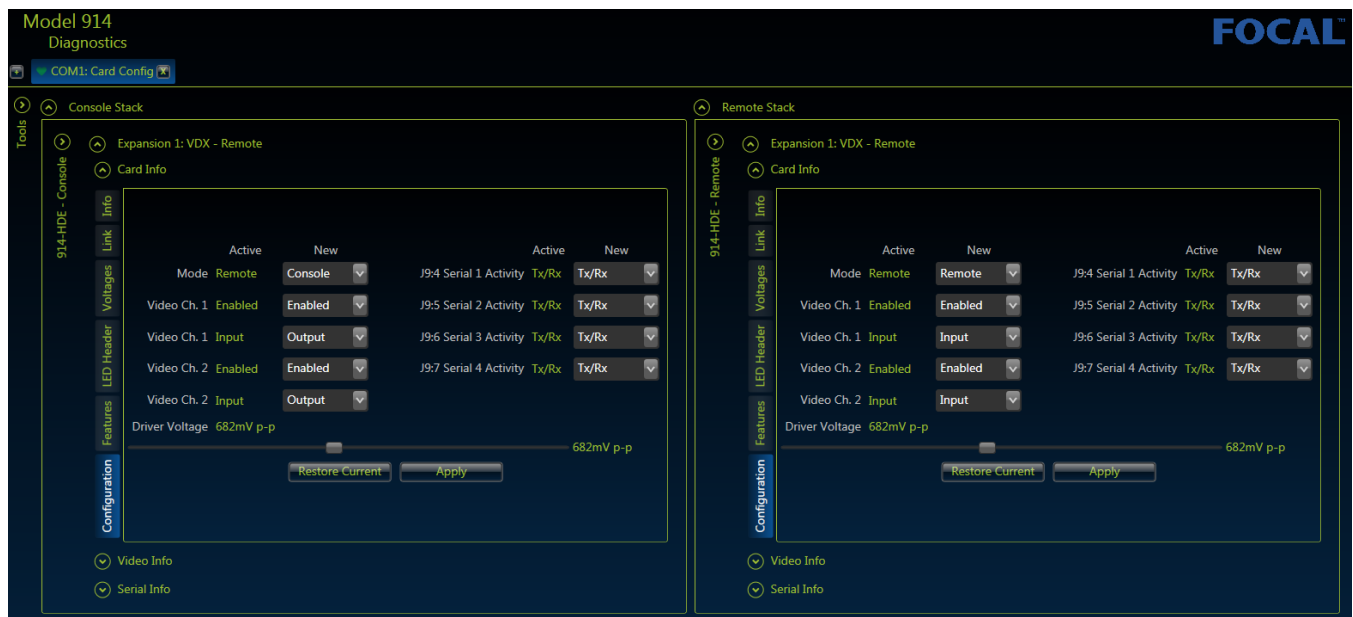 Model 914
Diagnostics
FOCAL™
COM1: Card Config
Tools
Console Stack
914-HDE - Console
Expansion 1: VDX - Remote
Card Info
Info
Link
Voltages
LED Header
Features
Configuration
Active New Active New
Mode Remote Console J9:4 Serial 1 Activity Tx/Rx Tx/Rx
Video Ch. 1 Enabled Enabled J9:5 Serial 2 Activity Tx/Rx Tx/Rx
Video Ch. 1 Input Output J9:6 Serial 3 Activity Tx/Rx Tx/Rx
Video Ch. 2 Enabled Enabled J9:7 Serial 4 Activity Tx/Rx Tx/Rx
Video Ch. 2 Input Output
Driver Voltage 682mV p-p
682mV p-p
Restore Current Apply
Video Info
Serial Info
Remote Stack
914-HDE - Remote
Expansion 1: VDX - Remote
Card Info
Info
Link
Voltages
LED Header
Features
Configuration
Active New Active New
Mode Remote Remote J9:4 Serial 1 Activity Tx/Rx Tx/Rx
Video Ch. 1 Enabled Enabled J9:5 Serial 2 Activity Tx/Rx Tx/Rx
Video Ch. 1 Input Input J9:6 Serial 3 Activity Tx/Rx Tx/Rx
Video Ch. 2 Enabled Enabled J9:7 Serial 4 Activity Tx/Rx Tx/Rx
Video Ch. 2 Input Input
Driver Voltage 682mV p-p
682mV p-p
Restore Current Apply
Video Info
Serial Info